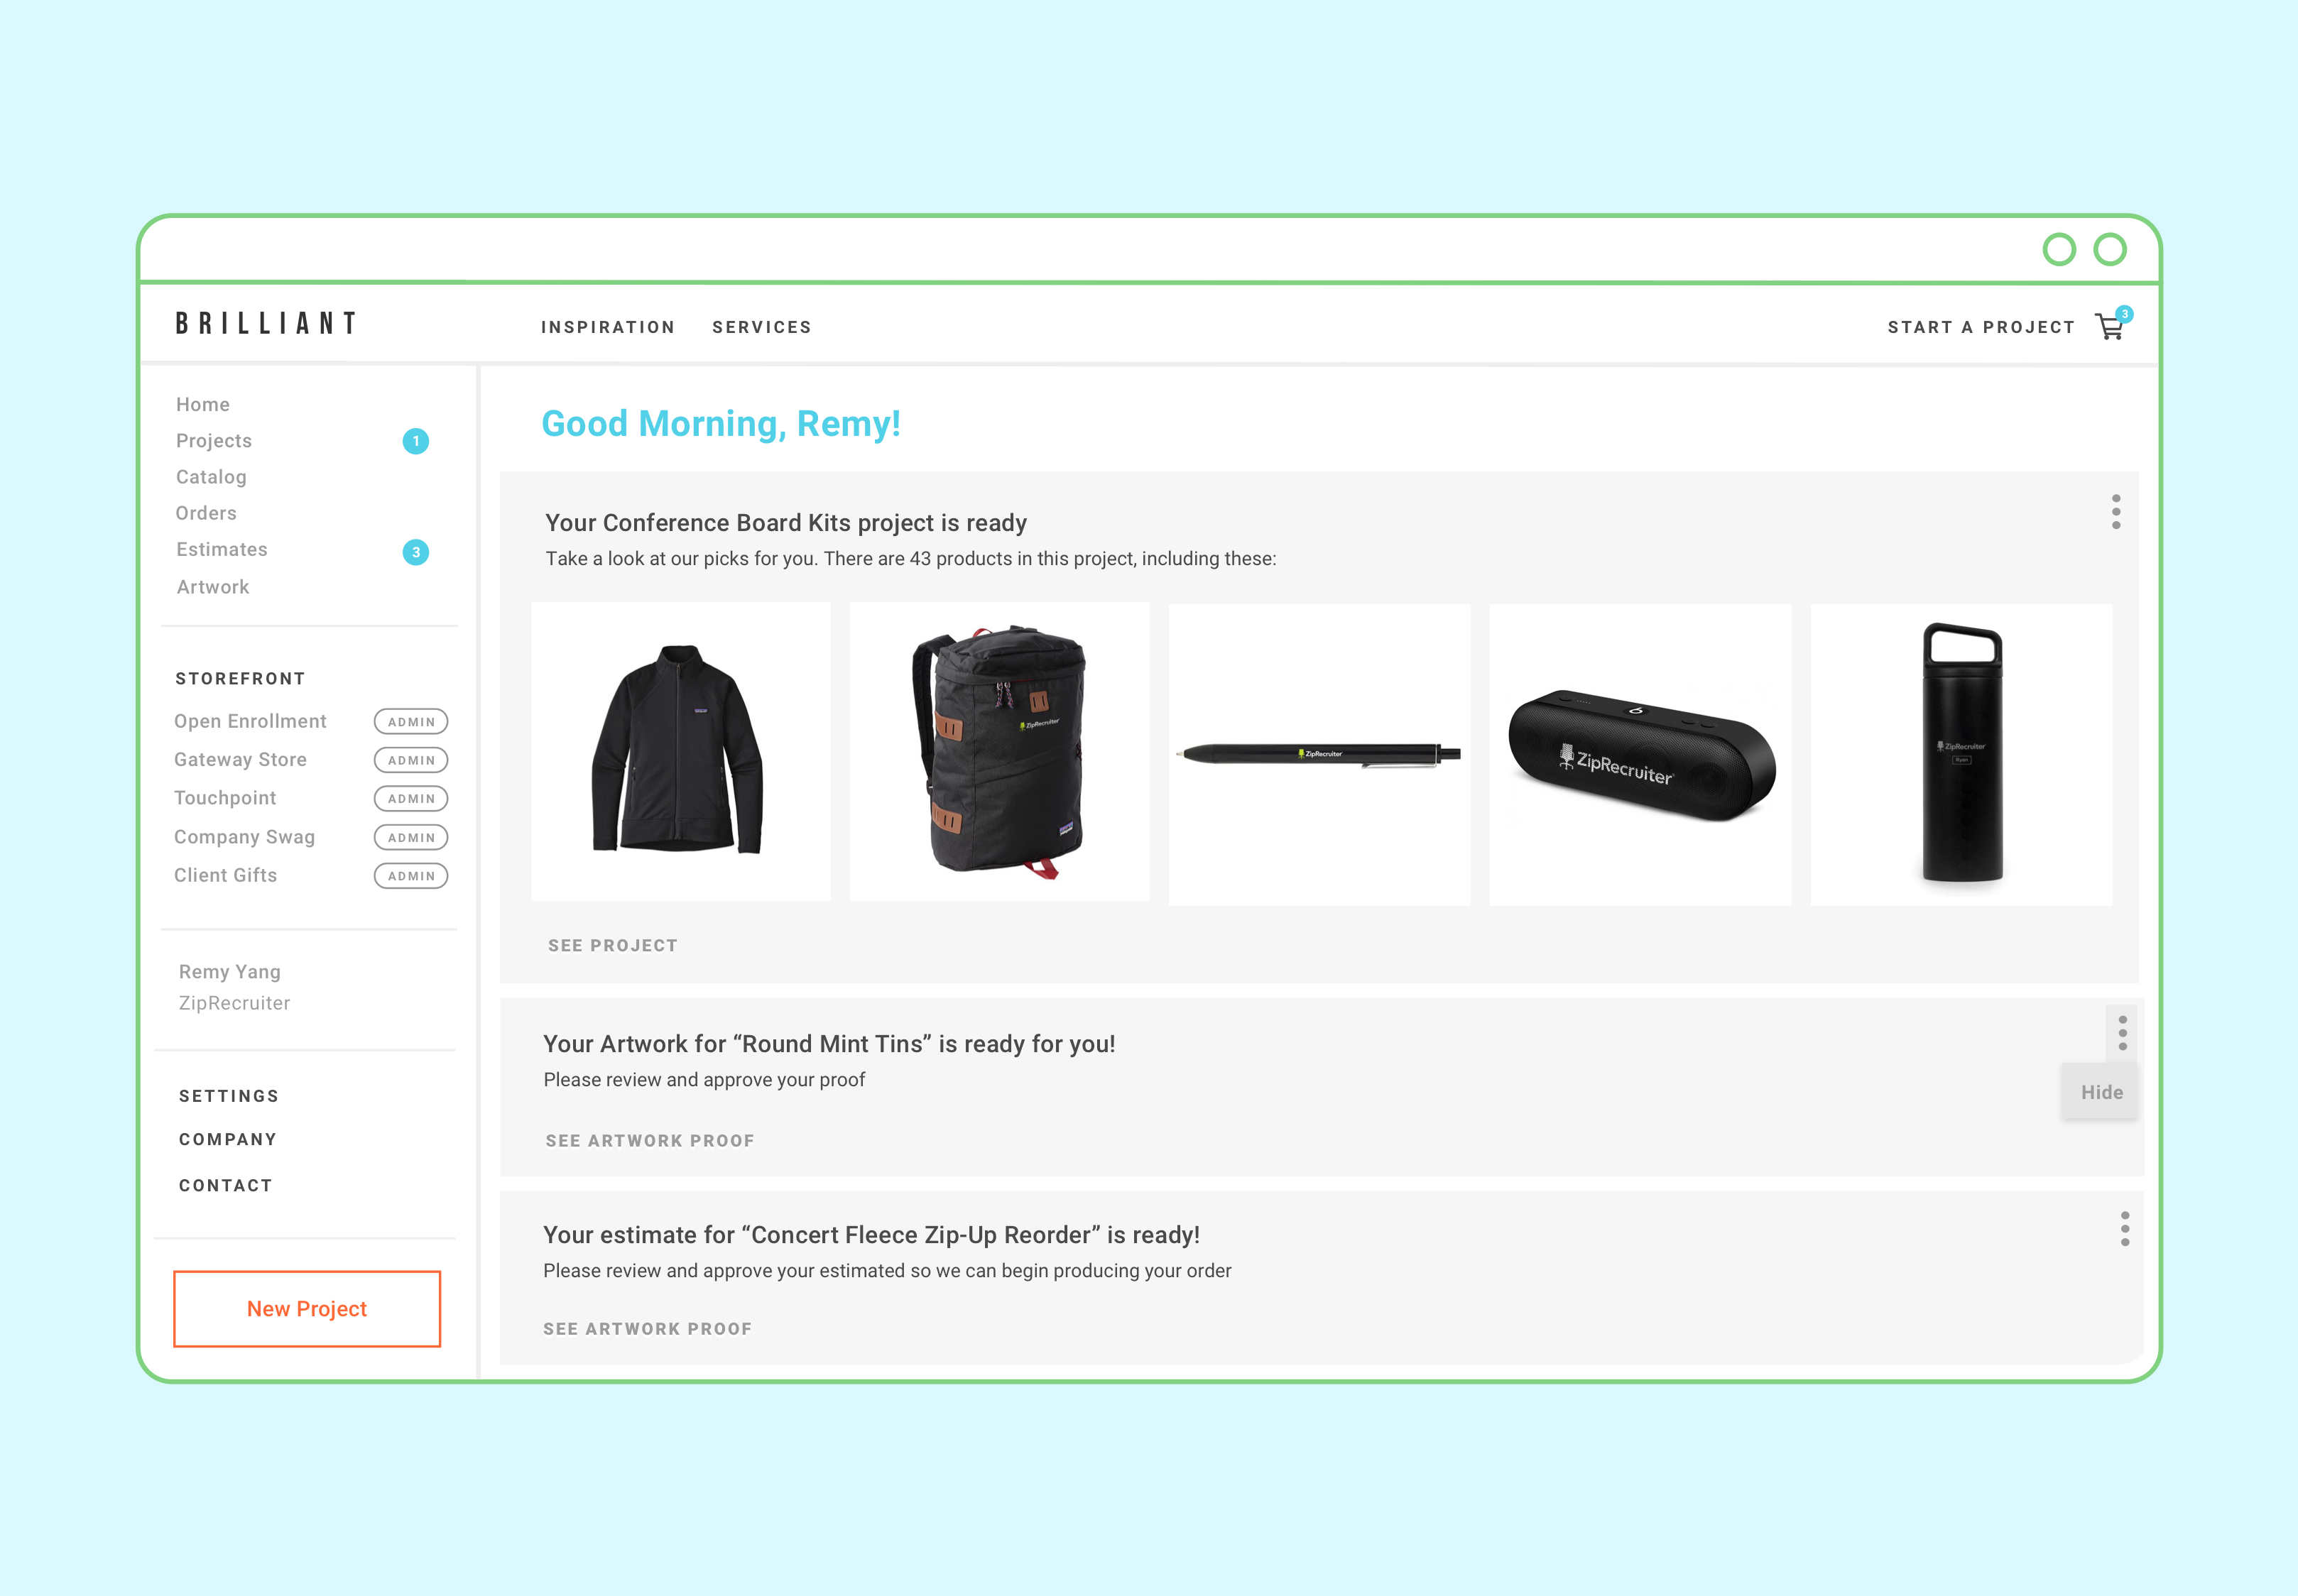 BRILLIANT
INSPIRATION
SERVICES
START A PROJECT
3
Home
Projects
1
Catalog
Orders
Estimates
3
Artwork
STOREFRONT
Open Enrollment
ADMIN
Gateway Store
ADMIN
Touchpoint
ADMIN
Company Swag
ADMIN
Client Gifts
ADMIN
Remy Yang
ZipRecruiter
SETTINGS
COMPANY
CONTACT
New Project
Good Morning, Remy!
Your Conference Board Kits project is ready
Take a look at our picks for you. There are 43 products in this project, including these:
ZipRecruiter
ZipRecruiter
ZipRecruiter
ZipRecruiter
Ryan
SEE PROJECT
Your Artwork for “Round Mint Tins” is ready for you!
Please review and approve your proof
Hide
SEE ARTWORK PROOF
Your estimate for “Concert Fleece Zip-Up Reorder” is ready!
Please review and approve your estimated so we can begin producing your order
SEE ARTWORK PROOF